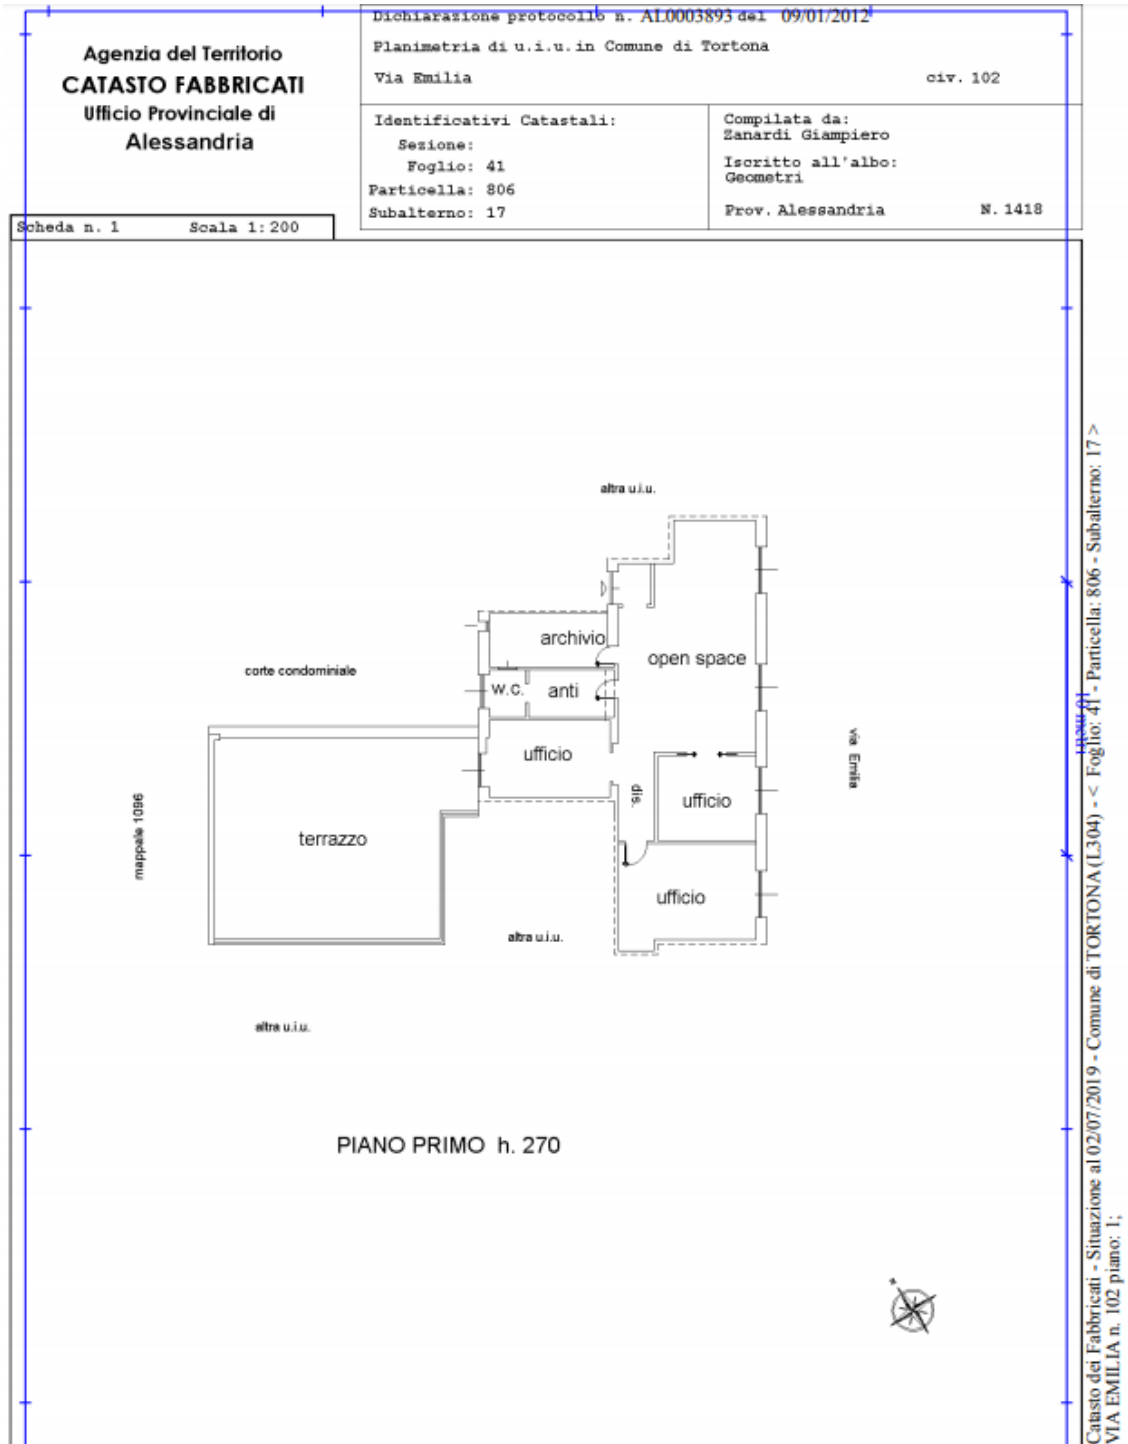 Agenzia del Territorio
CATASTO FABBRICATI
Ufficio Provinciale di
Alessandria
Dichiarazione protocollo n. AL0003893 del 09/01/2012
Planimetria di u.i.u. in Comune di Tortona
Via Emilia civ. 102
Identificativi Catastali:
Sezione:
Foglio: 41
Particella: 806
Subalterno: 17
Compilata da:
Zanardi Giampiero
Iscritto all'albo:
Geometri
Prov. Alessandria N. 1418
Scheda n. 1 Scala 1:200
altra u.i.u.
archivio
open space
corte condominiale
w.c.
anti
ufficio
via Emilia
dis.
ufficio
mappale 1096
terrazzo
ufficio
altra u.i.u.
altra u.i.u.
PIANO PRIMO h. 270
10 metri
Catasto dei Fabbricati - Situazione al 02/07/2019 - Comune di TORTONA (L304) - < Foglio: 41 - Particella: 806 - Subalterno: 17 >
VIA EMILIA n. 102 piano: 1;